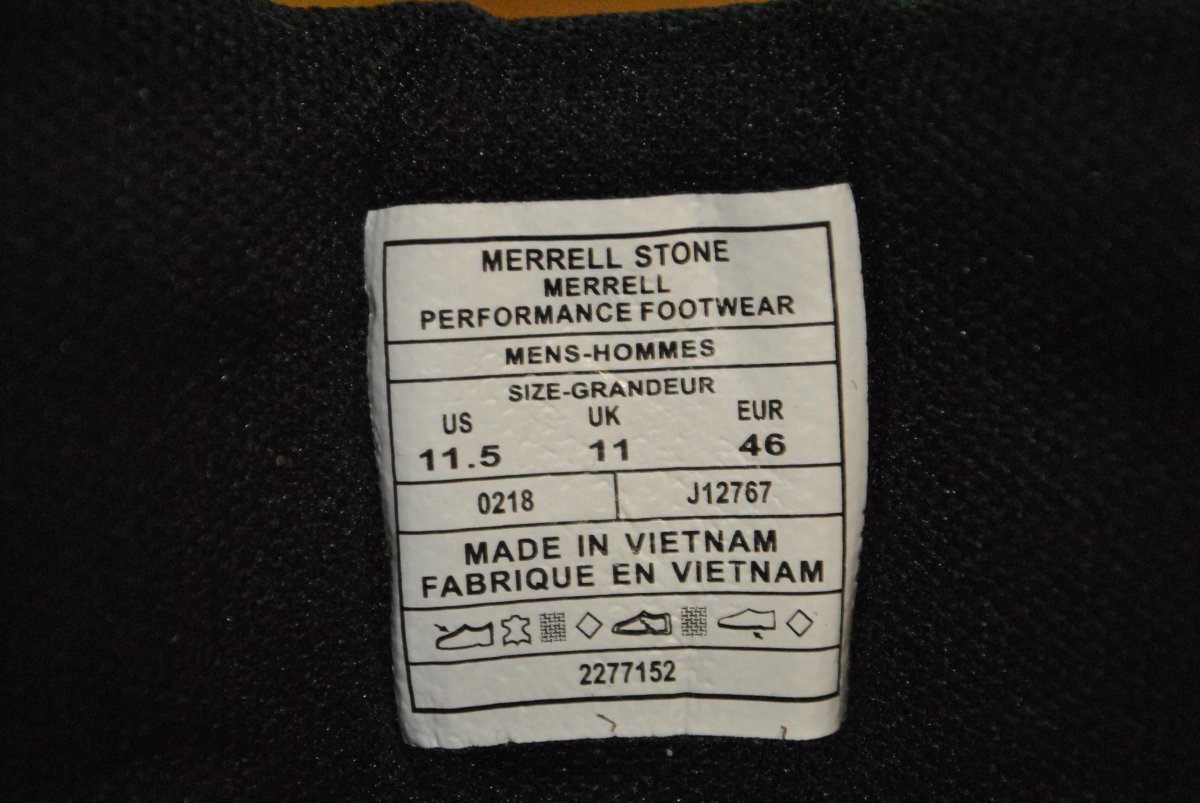 MERRELL STONE
MERRELL
PERFORMANCE FOOTWEAR
MENS-HOMMES
SIZE-GRANDEUR
US UK EUR
11.5 11 46
0218 J12767
MADE IN VIETNAM
FABRIQUE EN VIETNAM
2277152